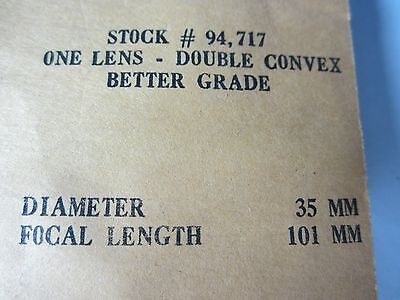 STOCK # 94,717
ONE LENS - DOUBLE CONVEX
BETTER GRADE
DIAMETER 35 MM
FOCAL LENGTH 101 MM